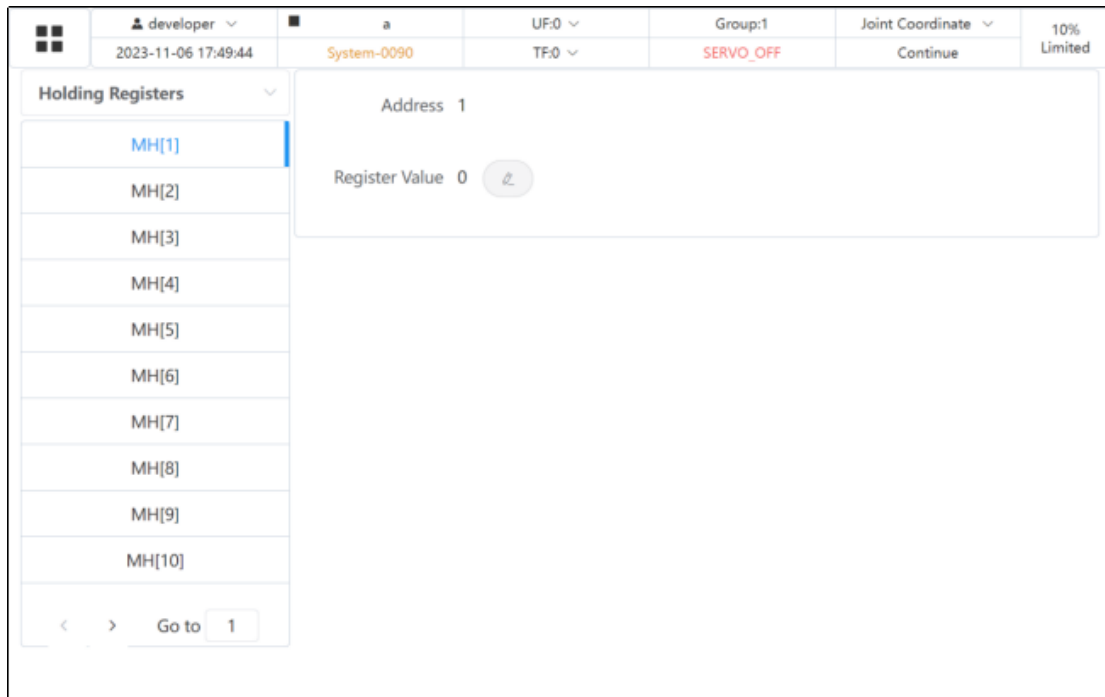 developer a UF:0 Group:1 Joint Coordinate 10%
2023-11-06 17:49:44 System-0090 TF:0 SERVO_OFF Continue Limited
Holding Registers
Address 1
MH[1]
Register Value 0
MH[2]
MH[3]
MH[4]
MH[5]
MH[6]
MH[7]
MH[8]
MH[9]
MH[10]
< > Go to 1